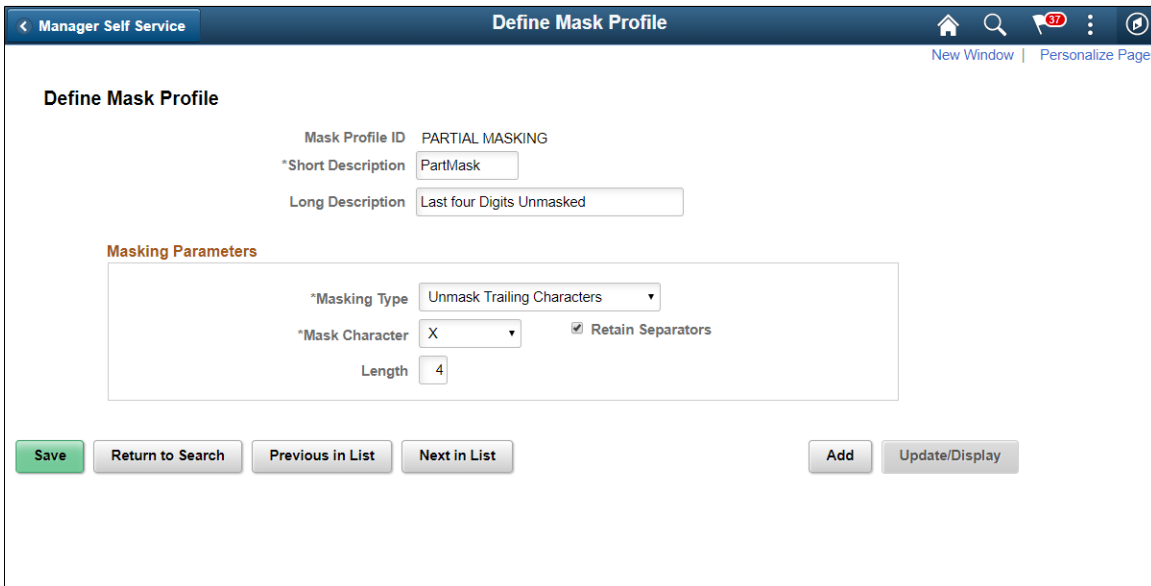 Manager Self Service
Define Mask Profile
37
New Window | Personalize Page
Define Mask Profile
Mask Profile ID PARTIAL MASKING
*Short Description PartMask
Long Description Last four Digits Unmasked
Masking Parameters
*Masking Type Unmask Trailing Characters
*Mask Character X Retain Separators
Length 4
Save Return to Search Previous in List Next in List Add Update/Display